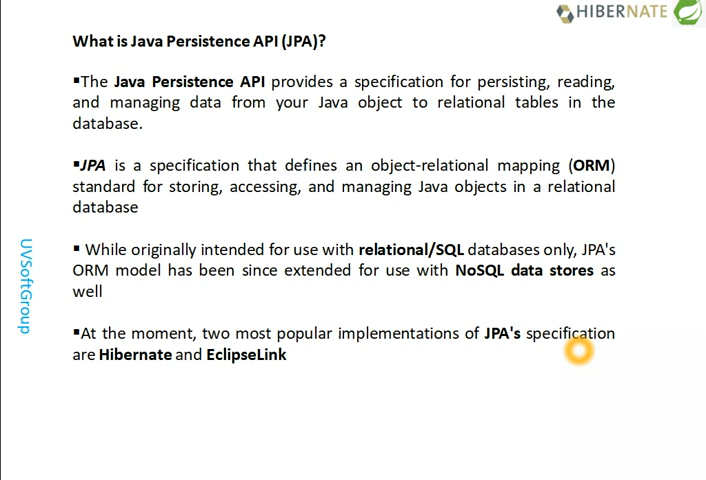 HIBERNATE
What is Java Persistence API (JPA)?
▪The Java Persistence API provides a specification for persisting, reading,
and managing data from your Java object to relational tables in the
database.
▪JPA is a specification that defines an object-relational mapping (ORM)
standard for storing, accessing, and managing Java objects in a relational
database
▪ While originally intended for use with relational/SQL databases only, JPA's
ORM model has been since extended for use with NoSQL data stores as
well
▪At the moment, two most popular implementations of JPA's specification
are Hibernate and EclipseLink
UVSoftGroup